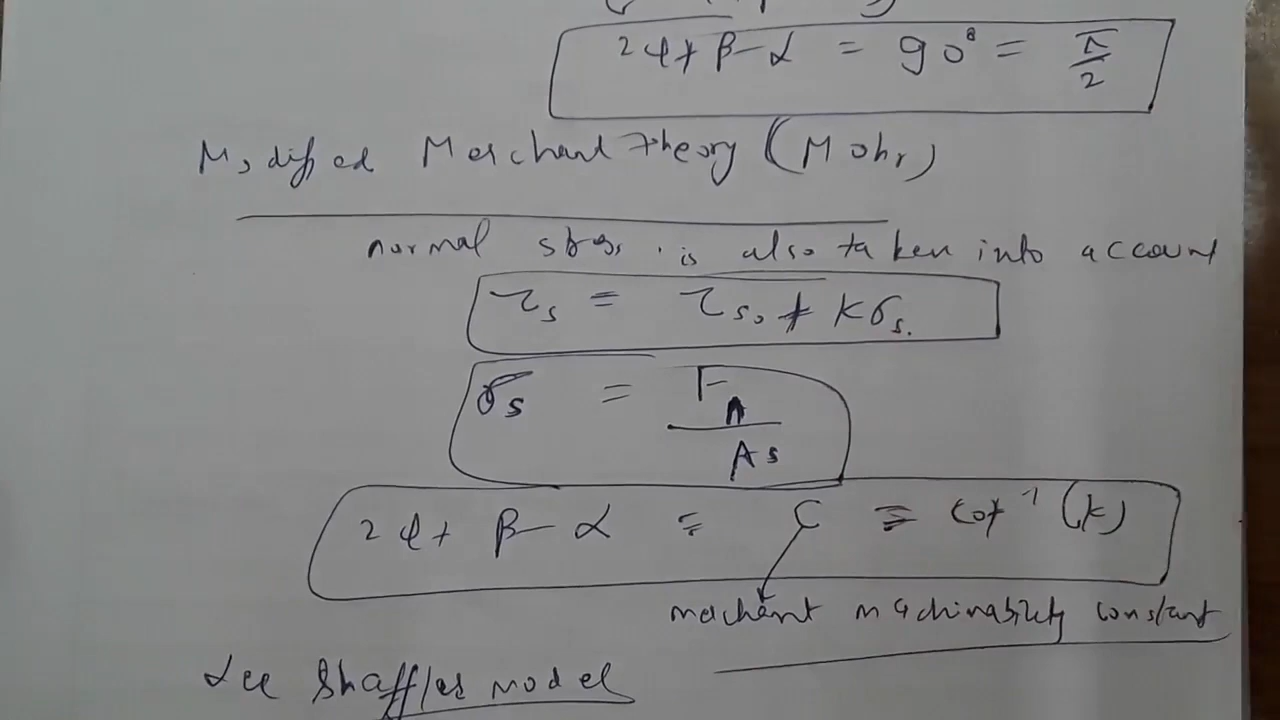 2φ+ β-α = 90° = π/2
Modified Merchant theory (Mohr)
normal stress is also taken into account
τs = τso + kσs.
σs = Fn/As
2φ+ β-α = C = cot⁻¹(k)
merchant machinability constant
Lee Shaffer model